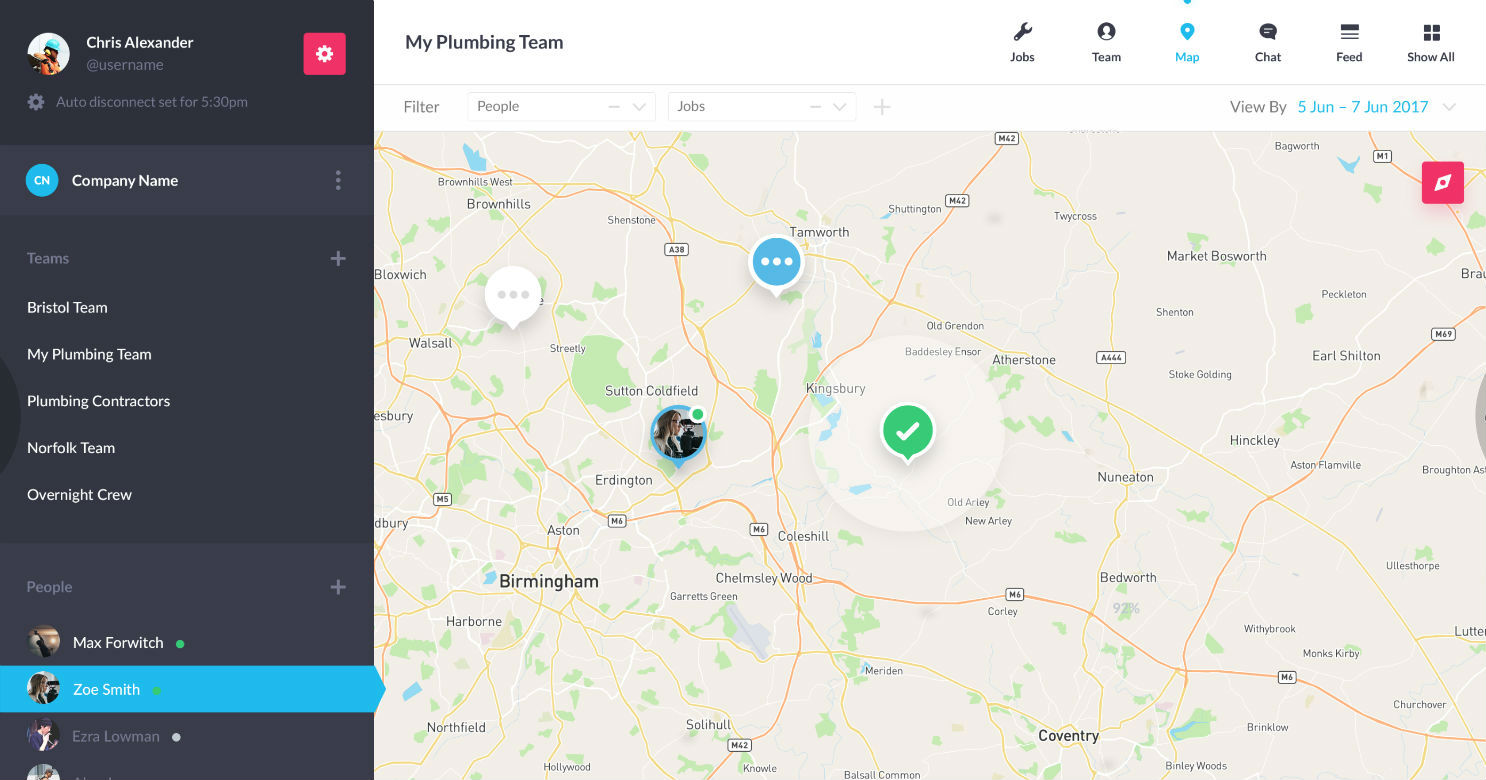 Chris Alexander
@username
Auto disconnect set for 5:30pm
CN Company Name
Teams
Bristol Team
My Plumbing Team
Plumbing Contractors
Norfolk Team
Overnight Crew
People
Max Forwitch
Zoe Smith
Ezra Lowman
My Plumbing Team
Jobs
Team
Map
Chat
Feed
Show All
Filter
People
Jobs
View By 5 Jun – 7 Jun 2017
M42
Bagworth
M1
Brownhills West
Brownhills
Shenstone
Shuttington
M42
Twycross
Tamworth
A38
Market Bosworth
Bloxwich
Peckleton
Shenton
Walsall
Streetly
Old Grendon
Baddesley Ensor
Atherstone
A444
Earl Shilton
M69
Stoke Golding
Sutton Coldfield
Kingsbury
esbury
Hinckley
Erdington
Nuneaton
Aston Flamville
Broughton Ast
M5
Old Arley
New Arley
dbury
M6
Aston
M6
Coleshill
Birmingham
Chelmsley Wood
Bedworth
Ullesthorpe
Garretts Green
M6
Corley
92%
Harborne
Withybrook
Lutter
Monks Kirby
Meriden
M6
Churchover
Northfield
Solihull
Coventry
Brinklow
M42
Hollywood
Knowle
Balsall Common
Binley Woods